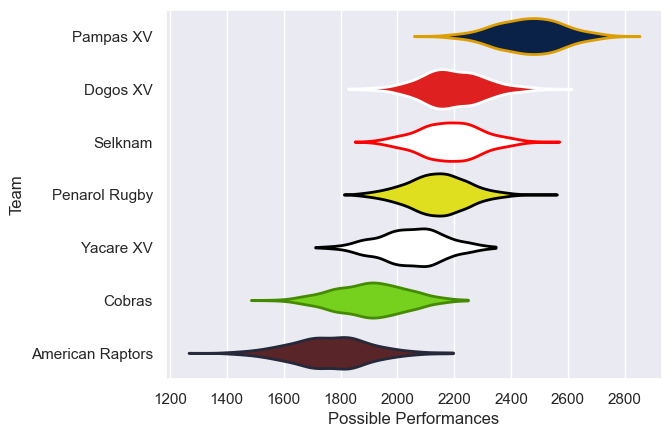 Pampas XV
Dogos XV
Selknam
Penarol Rugby
Yacare XV
Cobras
American Raptors
Team
1200 1400 1600 1800 2000 2200 2400 2600 2800
Possible Performances